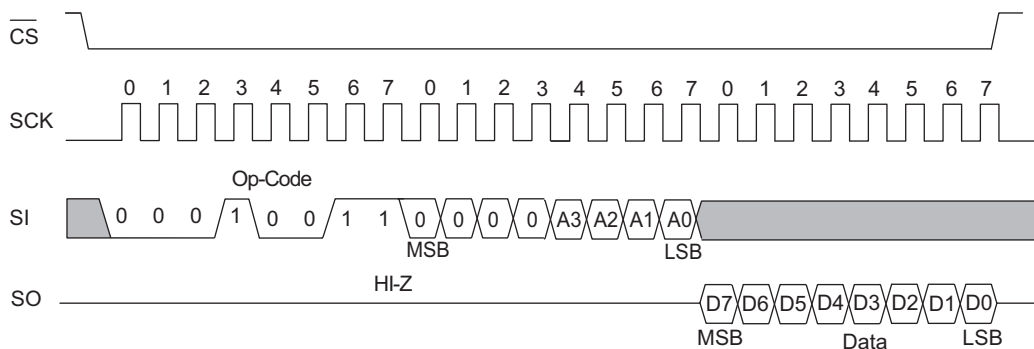 CS
0 1 2 3 4 5 6 7 0 1 2 3 4 5 6 7 0 1 2 3 4 5 6 7
SCK
Op-Code
SI 0 0 0 1 0 0 1 1 0 0 0 0 A3 A2 A1 A0
MSB LSB
HI-Z
SO D7 D6 D5 D4 D3 D2 D1 D0
MSB Data LSB